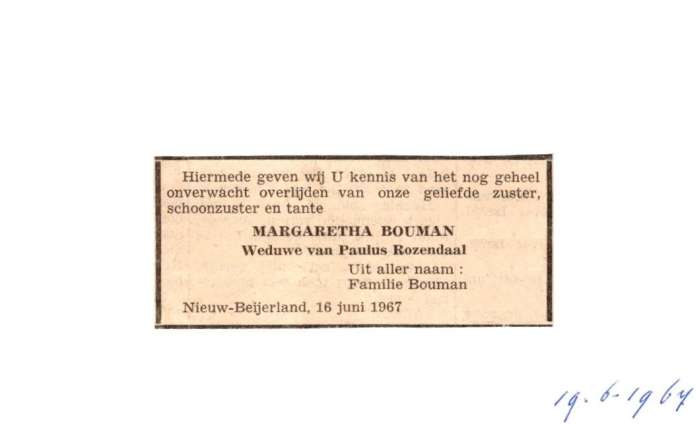 Hiermede geven wij U kennis van het nog geheel
onverwacht overlijden van onze geliefde zuster,
schoonzuster en tante
MARGARETHA BOUMAN
Weduwe van Paulus Rozendaal
Uit aller naam :
Familie Bouman
Nieuw-Beijerland, 16 juni 1967
19-6-1967